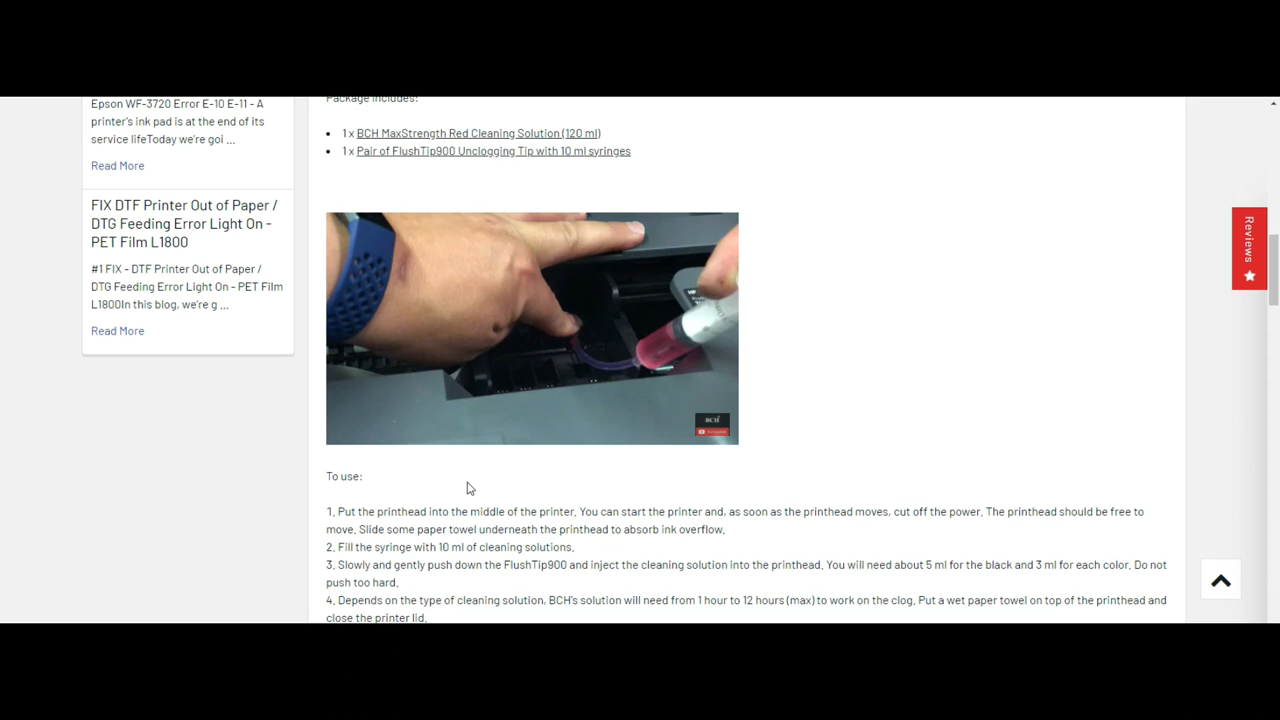 Epson WF-3720 Error E-10 E-11 - A
printer's ink pad is at the end of its
service lifeToday we're goi ...
Read More
FIX DTF Printer Out of Paper /
DTG Feeding Error Light On -
PET Film L1800
#1 FIX - DTF Printer Out of Paper /
DTG Feeding Error Light On - PET Film
L1800In this blog, we're g ...
Read More
Package includes:
1 x BCH MaxStrength Red Cleaning Solution (120 ml)
1 x Pair of FlushTip900 Unclogging Tip with 10 ml syringes
HP
BCH
To use:
1. Put the printhead into the middle of the printer. You can start the printer and, as soon as the printhead moves, cut off the power. The printhead should be free to
move. Slide some paper towel underneath the printhead to absorb ink overflow.
2. Fill the syringe with 10 ml of cleaning solutions.
3. Slowly and gently push down the FlushTip900 and inject the cleaning solution into the printhead. You will need about 5 ml for the black and 3 ml for each color. Do not
push too hard.
4. Depends on the type of cleaning solution, BCH's solution will need from 1 hour to 12 hours (max) to work on the clog. Put a wet paper towel on top of the printhead and
close the printer lid.
Reviews